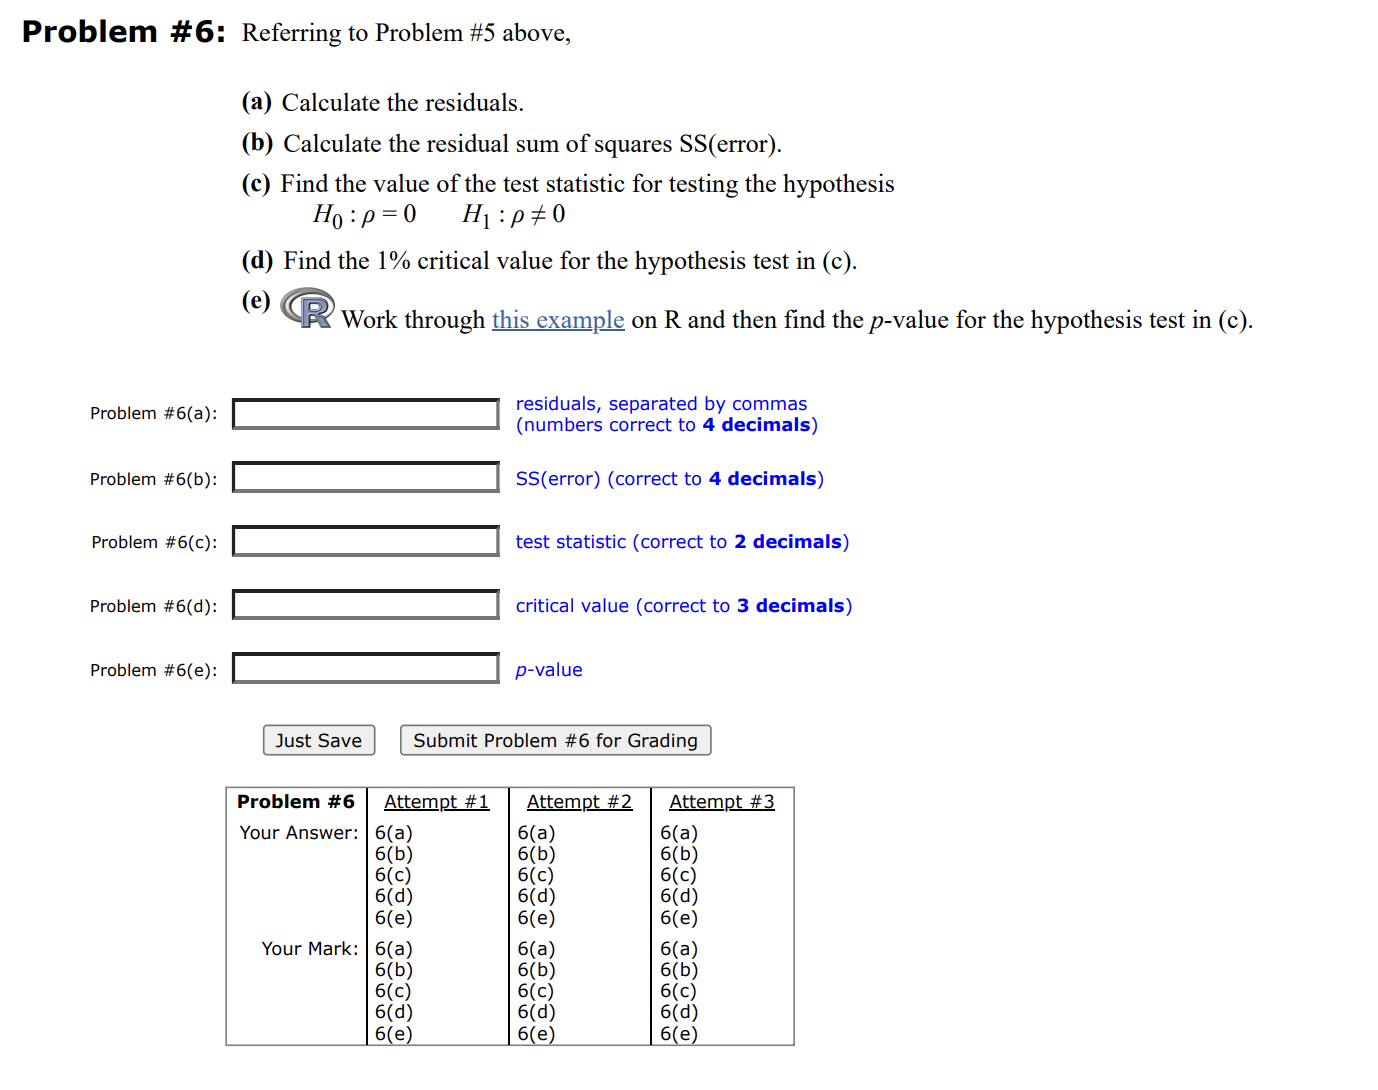 Problem #6: Referring to Problem #5 above,
(a) Calculate the residuals.
(b) Calculate the residual sum of squares SS(error).
(c) Find the value of the test statistic for testing the hypothesis
H0 : ρ = 0 H1 : ρ ≠ 0
(d) Find the 1% critical value for the hypothesis test in (c).
(e) R Work through this example on R and then find the p-value for the hypothesis test in (c).
Problem #6(a): residuals, separated by commas
(numbers correct to 4 decimals)
Problem #6(b): SS(error) (correct to 4 decimals)
Problem #6(c): test statistic (correct to 2 decimals)
Problem #6(d): critical value (correct to 3 decimals)
Problem #6(e): p-value
Just Save Submit Problem #6 for Grading
Problem #6 Attempt #1 Attempt #2 Attempt #3
Your Answer: 6(a) 6(a) 6(a)
6(b) 6(b) 6(b)
6(c) 6(c) 6(c)
6(d) 6(d) 6(d)
6(e) 6(e) 6(e)
Your Mark: 6(a) 6(a) 6(a)
6(b) 6(b) 6(b)
6(c) 6(c) 6(c)
6(d) 6(d) 6(d)
6(e) 6(e) 6(e)